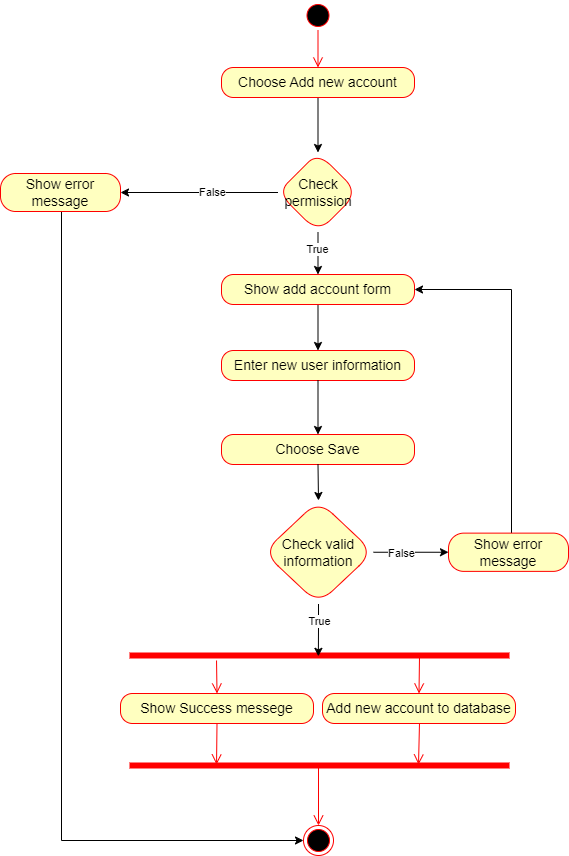 Choose Add new account
Check
permission
False
Show error
message
True
Show add account form
Enter new user information
Choose Save
Check valid
information
False
Show error
message
True
Show Success messege
Add new account to database